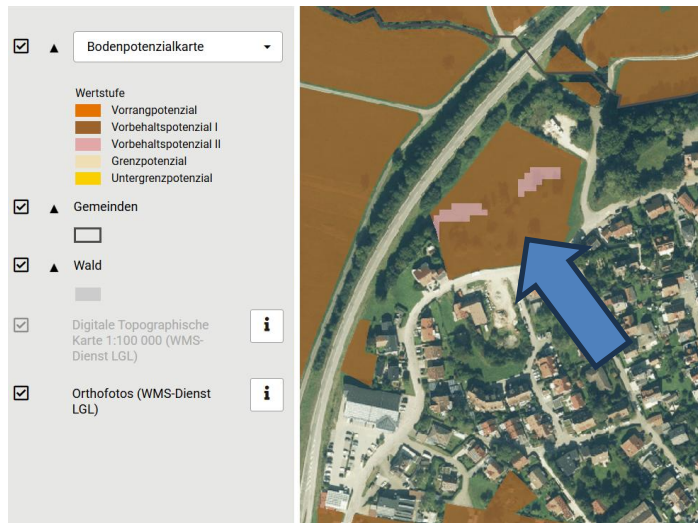 Bodenpotenzialkarte
Wertstufe
Vorrangpotenzial
Vorbehaltspotenzial I
Vorbehaltspotenzial II
Grenzpotenzial
Untergrenzpotenzial
Gemeinden
Wald
Digitale Topographische
Karte 1:100 000 (WMS-
Dienst LGL)
i
Orthofotos (WMS-Dienst
LGL)
i